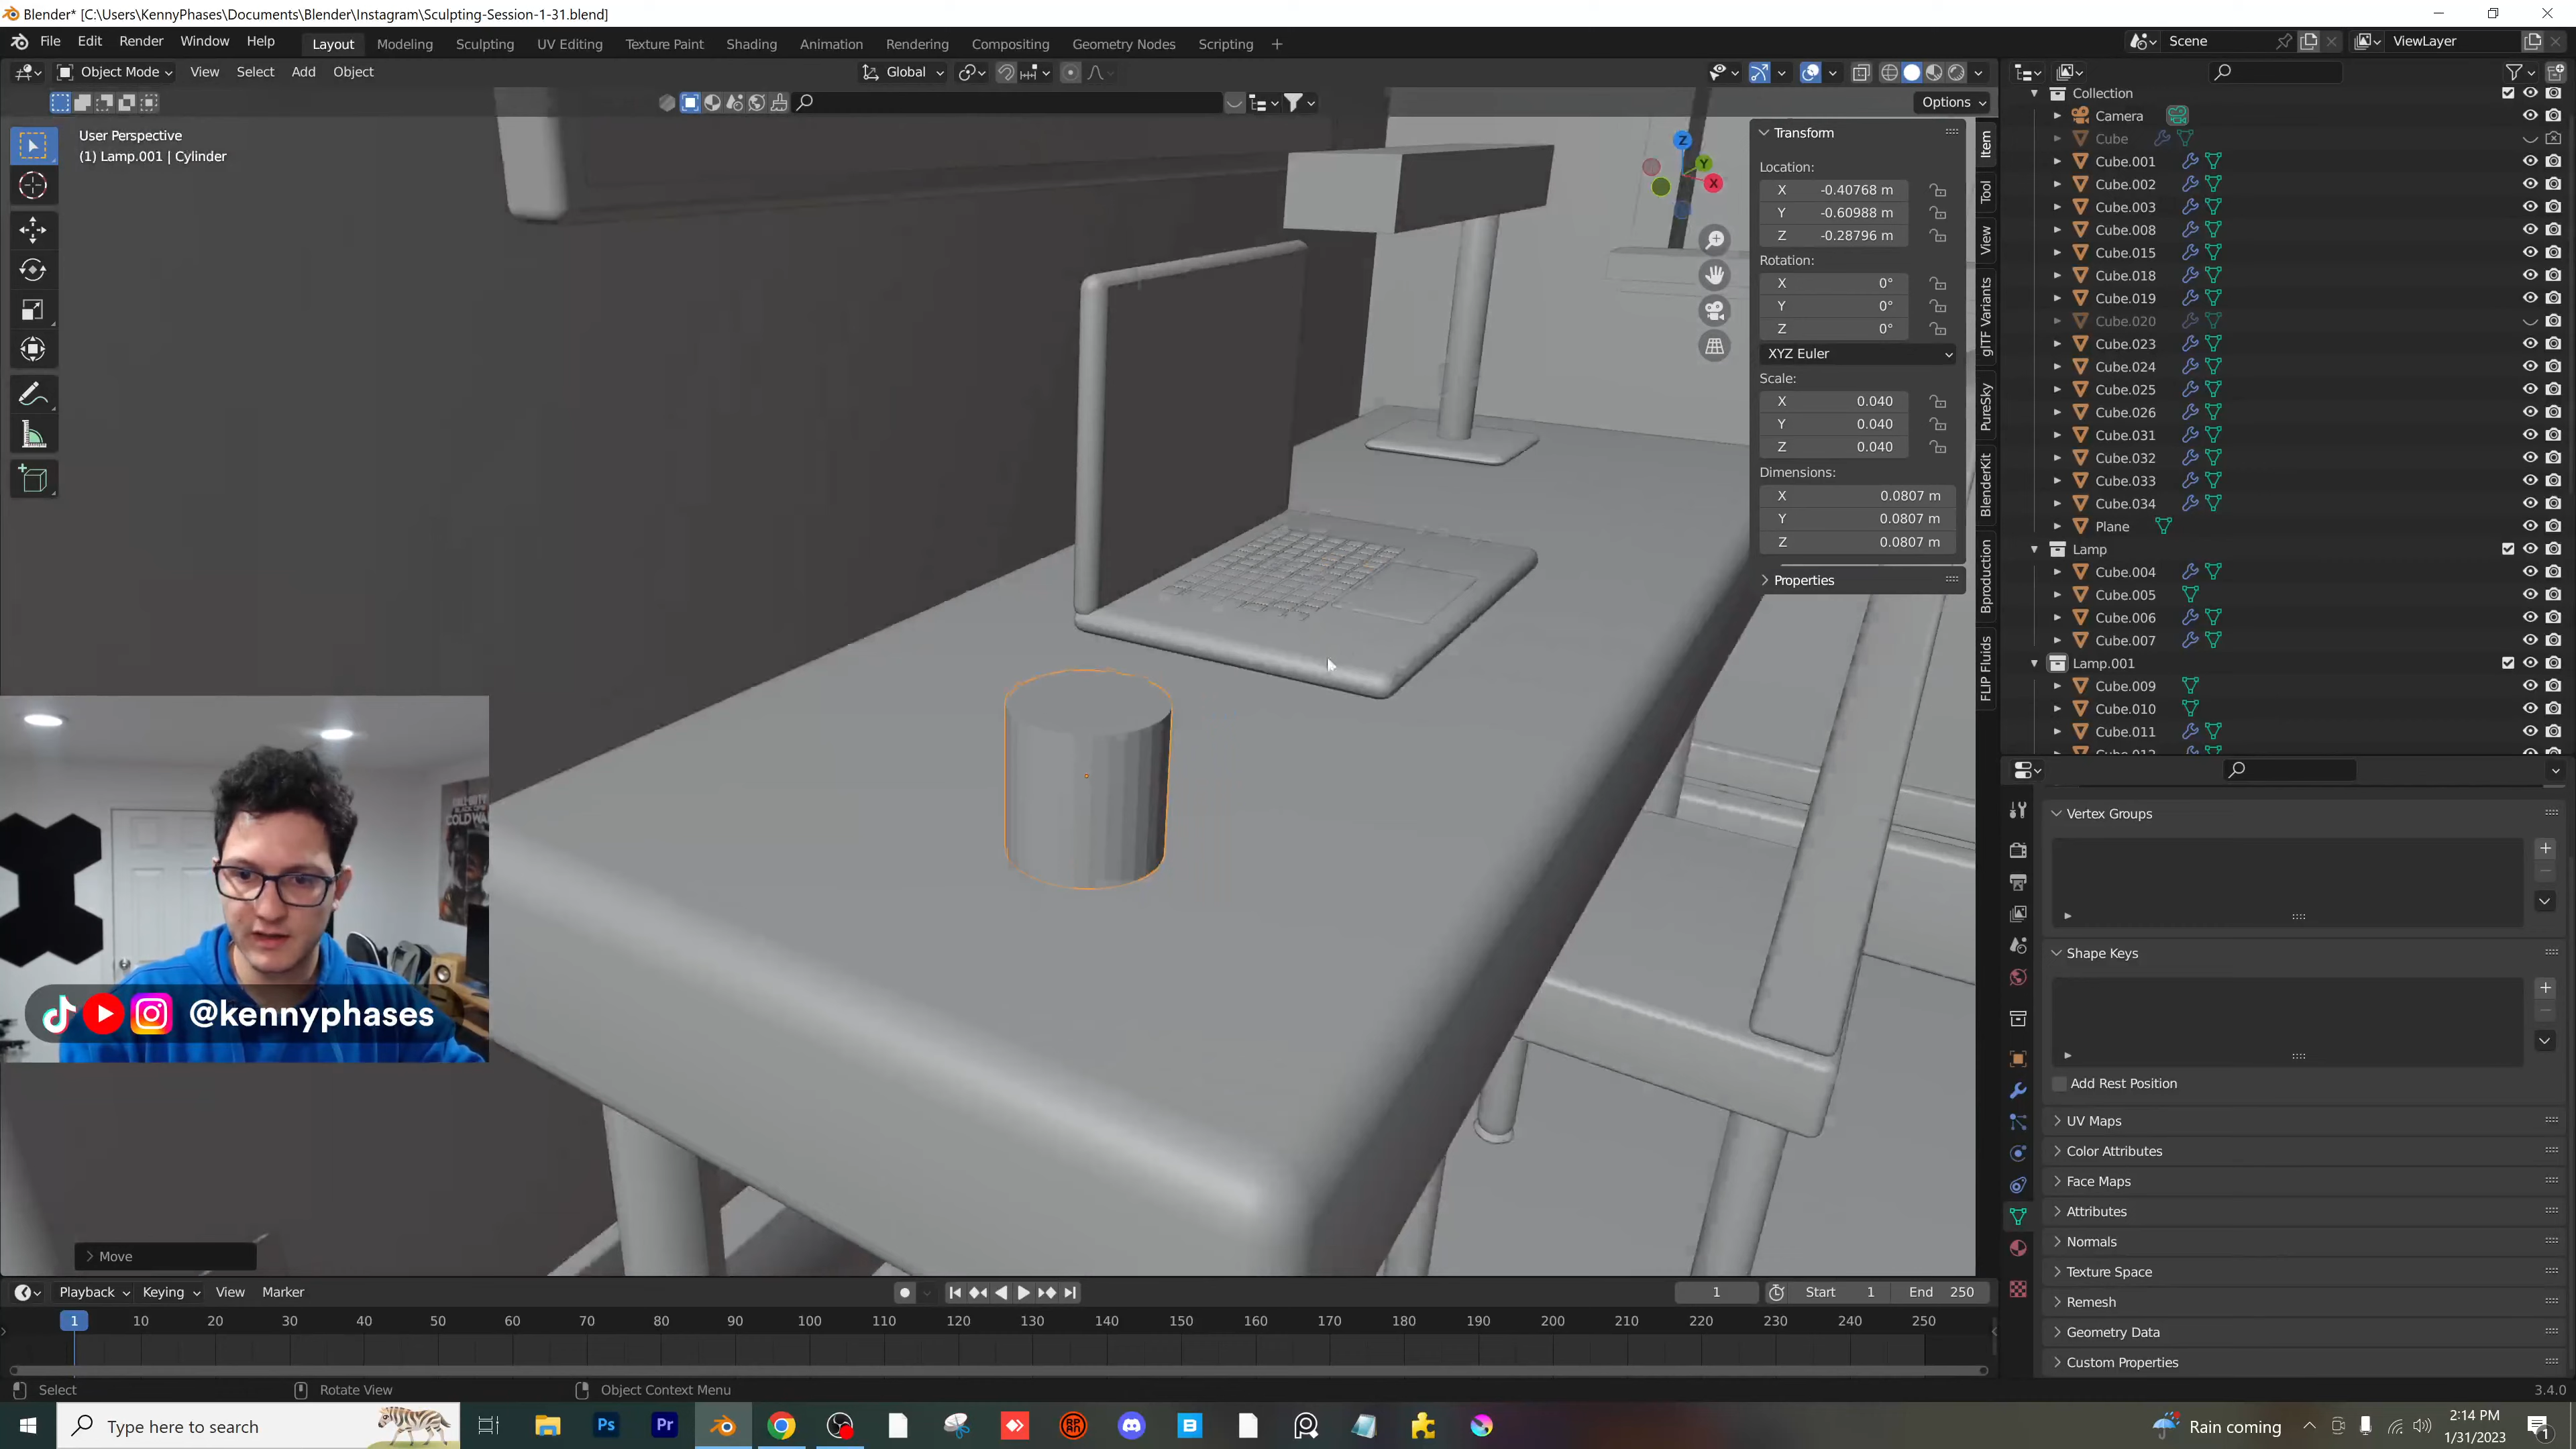 Blender* [C:\Users\KennyPhases\Documents\Blender\Instagram\Sculpting-Session-1-31.blend]
File Edit Render Window Help Layout Modeling Sculpting UV Editing Texture Paint Shading Animation Rendering Compositing Geometry Nodes Scripting + Scene ViewLayer
Object Mode View Select Add Object Global
Options
User Perspective
(1) Lamp.001 | Cylinder
Transform
Location:
X -0.40768 m
Y -0.60988 m
Z -0.28796 m
Rotation:
X 0°
Y 0°
Z 0°
XYZ Euler
Scale:
X 0.040
Y 0.040
Z 0.040
Dimensions:
X 0.0807 m
Y 0.0807 m
Z 0.0807 m
Properties
Z
Y
X
Item
Tool
View
glTF Variants
PureSky
BlenderKit
Bproduction
FLIP Fluids
Collection
Camera
Cube
Cube.001
Cube.002
Cube.003
Cube.008
Cube.015
Cube.018
Cube.019
Cube.020
Cube.023
Cube.024
Cube.025
Cube.026
Cube.031
Cube.032
Cube.033
Cube.034
Plane
Lamp
Cube.004
Cube.005
Cube.006
Cube.007
Lamp.001
Cube.009
Cube.010
Cube.011
Vertex Groups
Shape Keys
Add Rest Position
UV Maps
Color Attributes
Face Maps
Attributes
Normals
Texture Space
Remesh
Geometry Data
Custom Properties
COLD WAR
@kennyphases
Move
Playback Keying View Marker 1 Start 1 End 250
1 10 20 30 40 50 60 70 80 90 100 110 120 130 140 150 160 170 180 190 200 210 220 230 240 250
Select Rotate View Object Context Menu 3.4.0
Type here to search Ps Pr Rain coming 2:14 PM
1/31/2023